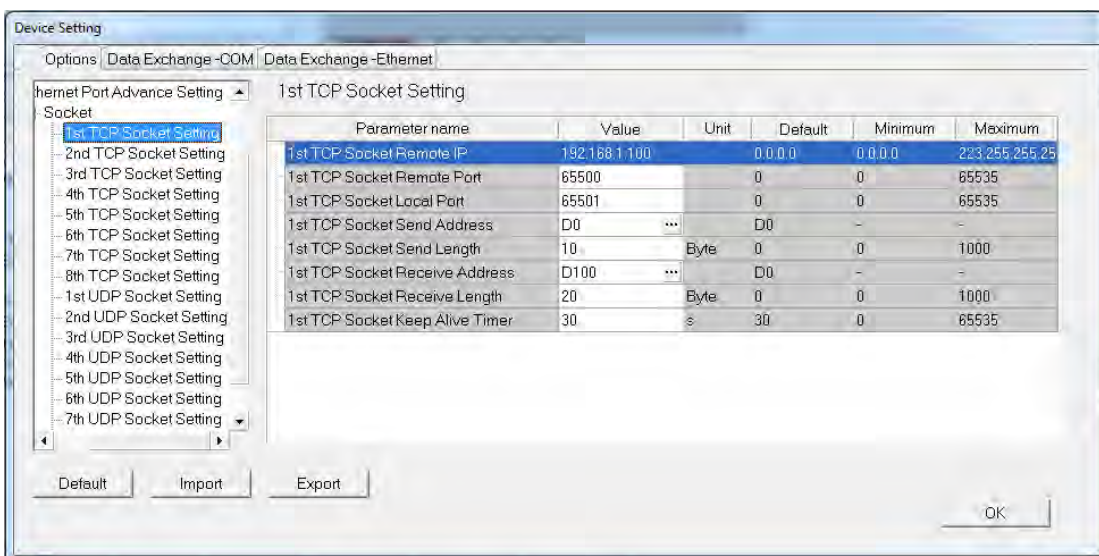 Device Setting
Options Data Exchange -COM Data Exchange -Ethernet
hernet Port Advance Setting
Socket
1st TCP Socket Setting
2nd TCP Socket Setting
3rd TCP Socket Setting
4th TCP Socket Setting
5th TCP Socket Setting
6th TCP Socket Setting
7th TCP Socket Setting
8th TCP Socket Setting
1st UDP Socket Setting
2nd UDP Socket Setting
3rd UDP Socket Setting
4th UDP Socket Setting
5th UDP Socket Setting
6th UDP Socket Setting
7th UDP Socket Setting
1st TCP Socket Setting
Parameter name Value Unit Default Minimum Maximum
1st TCP Socket Remote IP 192.168.1.100 0.0.0.0 0.0.0.0 223.255.255.25
1st TCP Socket Remote Port 65500 0 0 65535
1st TCP Socket Local Port 65501 0 0 65535
1st TCP Socket Send Address D0 ... D0 - -
1st TCP Socket Send Length 10 Byte 0 0 1000
1st TCP Socket Receive Address D100 ... D0 - -
1st TCP Socket Receive Length 20 Byte 0 0 1000
1st TCP Socket Keep Alive Timer 30 s 30 0 65535
Default Import Export
OK